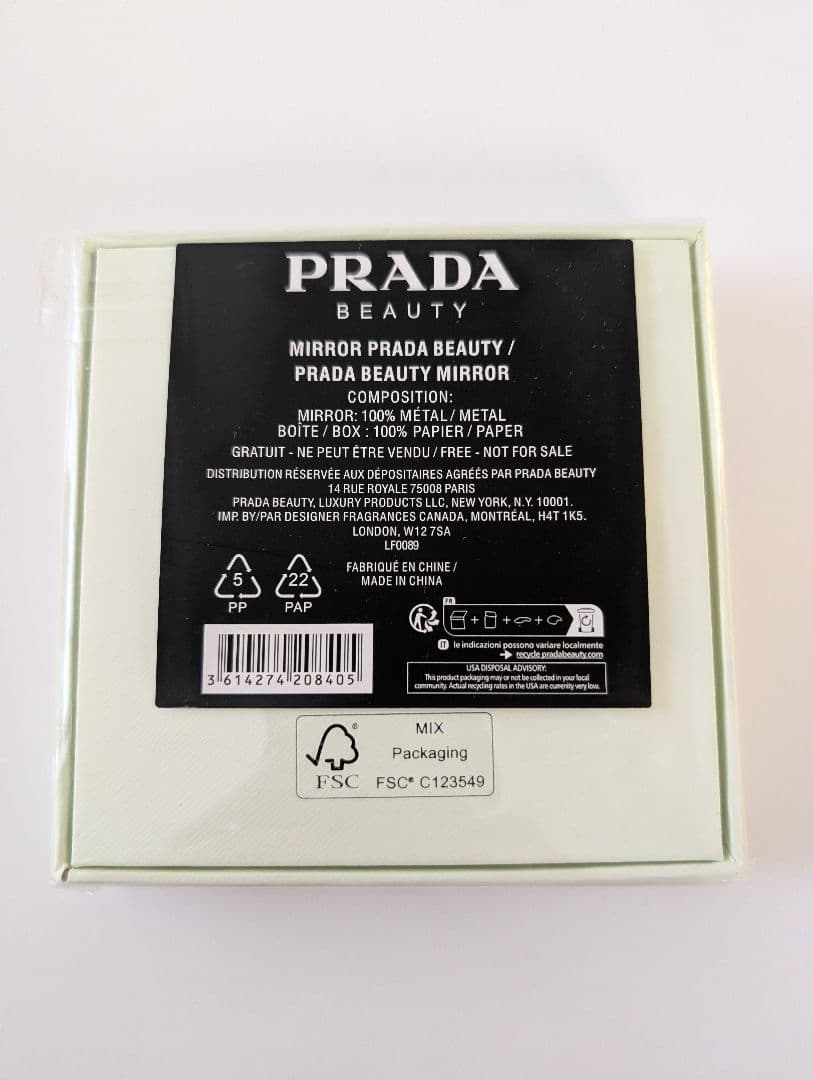 PRADA
BEAUTY
MIRROR PRADA BEAUTY /
PRADA BEAUTY MIRROR
COMPOSITION:
MIRROR: 100% MÉTAL / METAL
BOÎTE / BOX : 100% PAPIER / PAPER
GRATUIT - NE PEUT ÊTRE VENDU / FREE - NOT FOR SALE
DISTRIBUTION RÉSERVÉE AUX DÉPOSITAIRES AGRÉÉS PAR PRADA BEAUTY
14 RUE ROYALE 75008 PARIS
PRADA BEAUTY, LUXURY PRODUCTS LLC, NEW YORK, N.Y. 10001.
IMP. BY/PAR DESIGNER FRAGRANCES CANADA, MONTRÉAL, H4T 1K5.
LONDON, W12 7SA
LF0089
FABRIQUÉ EN CHINE /
MADE IN CHINA
5 22
PP PAP
FR
IT le indicazioni possono variare localmente
recycle.pradabeauty.com
USA DISPOSAL ADVISORY:
This product packaging may or not be collected in your local
community. Actual recycling rates in the USA are currently very low.
3 614274 208405
FSC®
MIX
Packaging
FSC® C123549